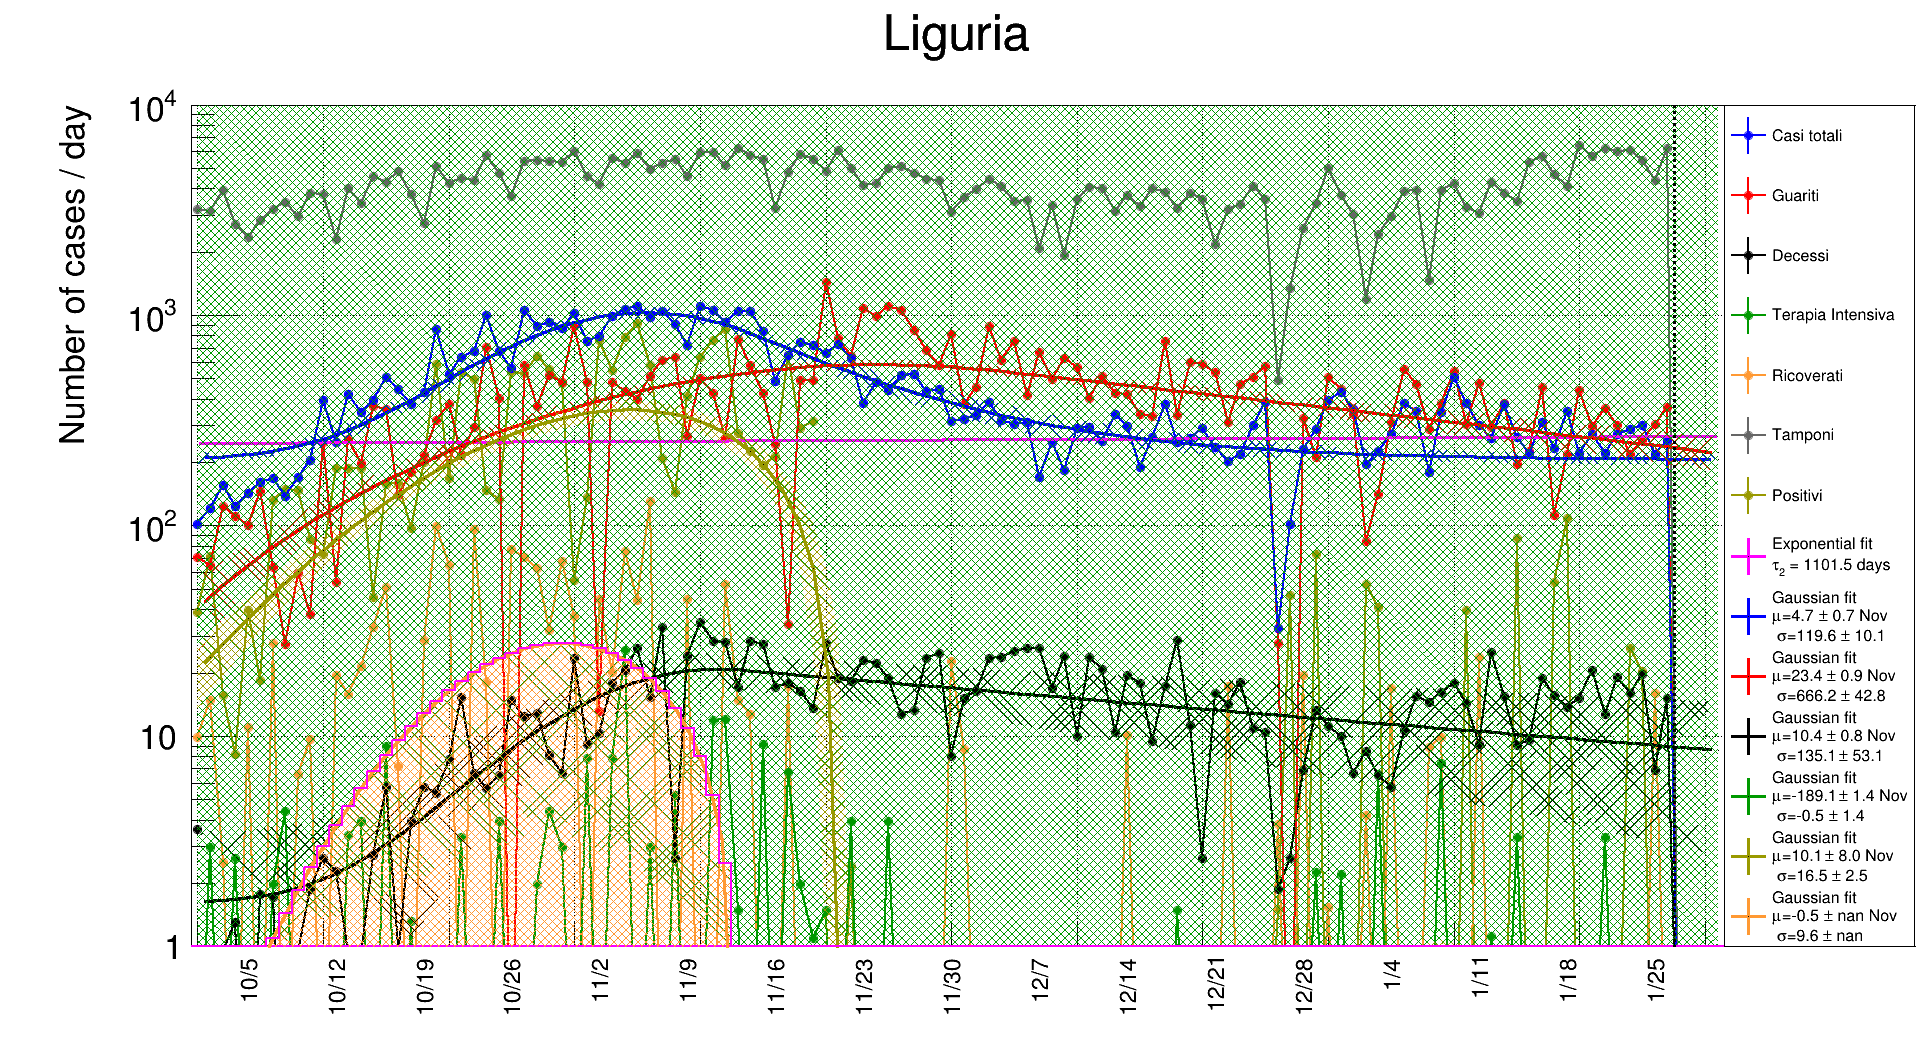 Liguria
Number of cases / day
10^4
10^3
10^2
10
1
10/5
10/12
10/19
10/26
11/2
11/9
11/16
11/23
11/30
12/7
12/14
12/21
12/28
1/4
1/11
1/18
1/25
Casi totali
Guariti
Decessi
Terapia Intensiva
Ricoverati
Tamponi
Positivi
Exponential fit
τ₂ = 1101.5 days
Gaussian fit
μ=4.7 ± 0.7 Nov
σ=119.6 ± 10.1
Gaussian fit
μ=23.4 ± 0.9 Nov
σ=666.2 ± 42.8
Gaussian fit
μ=10.4 ± 0.8 Nov
σ=135.1 ± 53.1
Gaussian fit
μ=-189.1 ± 1.4 Nov
σ=-0.5 ± 1.4
Gaussian fit
μ=10.1 ± 8.0 Nov
σ=16.5 ± 2.5
Gaussian fit
μ=-0.5 ± nan Nov
σ=9.6 ± nan